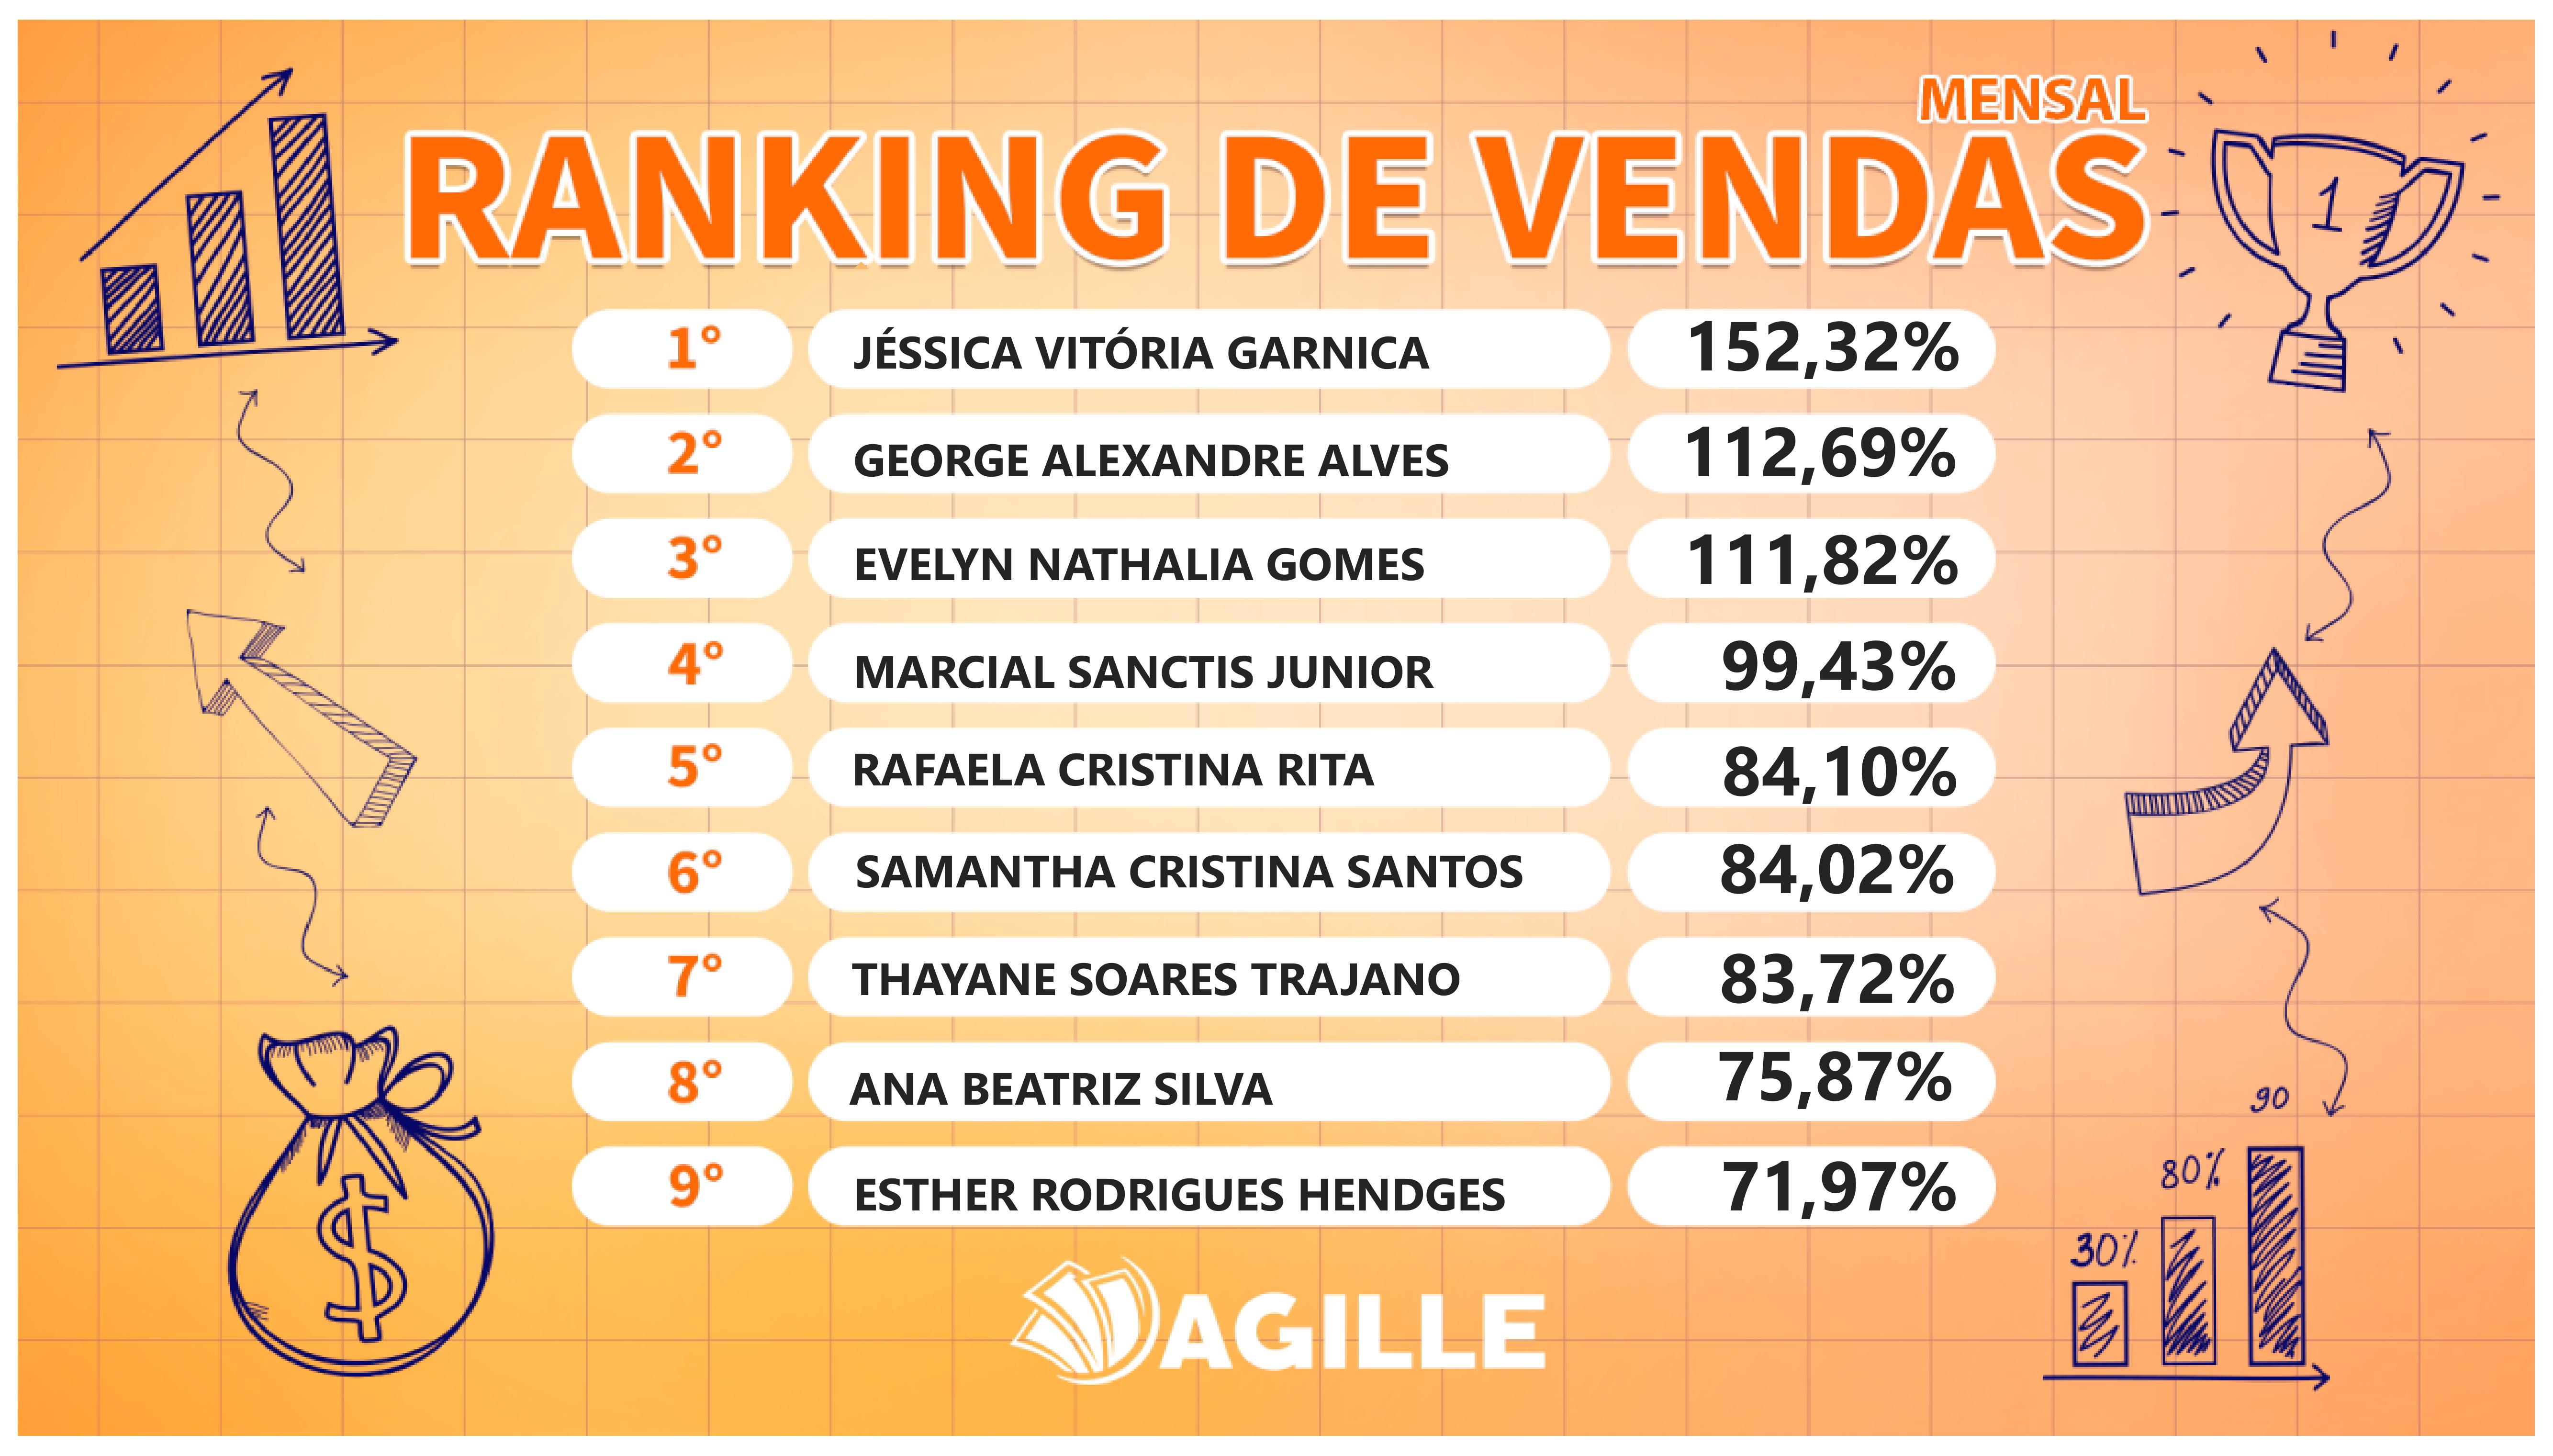 MENSAL
RANKING DE VENDAS
1
1° JÉSSICA VITÓRIA GARNICA 152,32%
2° GEORGE ALEXANDRE ALVES 112,69%
3° EVELYN NATHALIA GOMES 111,82%
4° MARCIAL SANCTIS JUNIOR 99,43%
5° RAFAELA CRISTINA RITA 84,10%
6° SAMANTHA CRISTINA SANTOS 84,02%
7° THAYANE SOARES TRAJANO 83,72%
8° ANA BEATRIZ SILVA 75,87%
9° ESTHER RODRIGUES HENDGES 71,97%
$
30%
80%
90
AGILLE